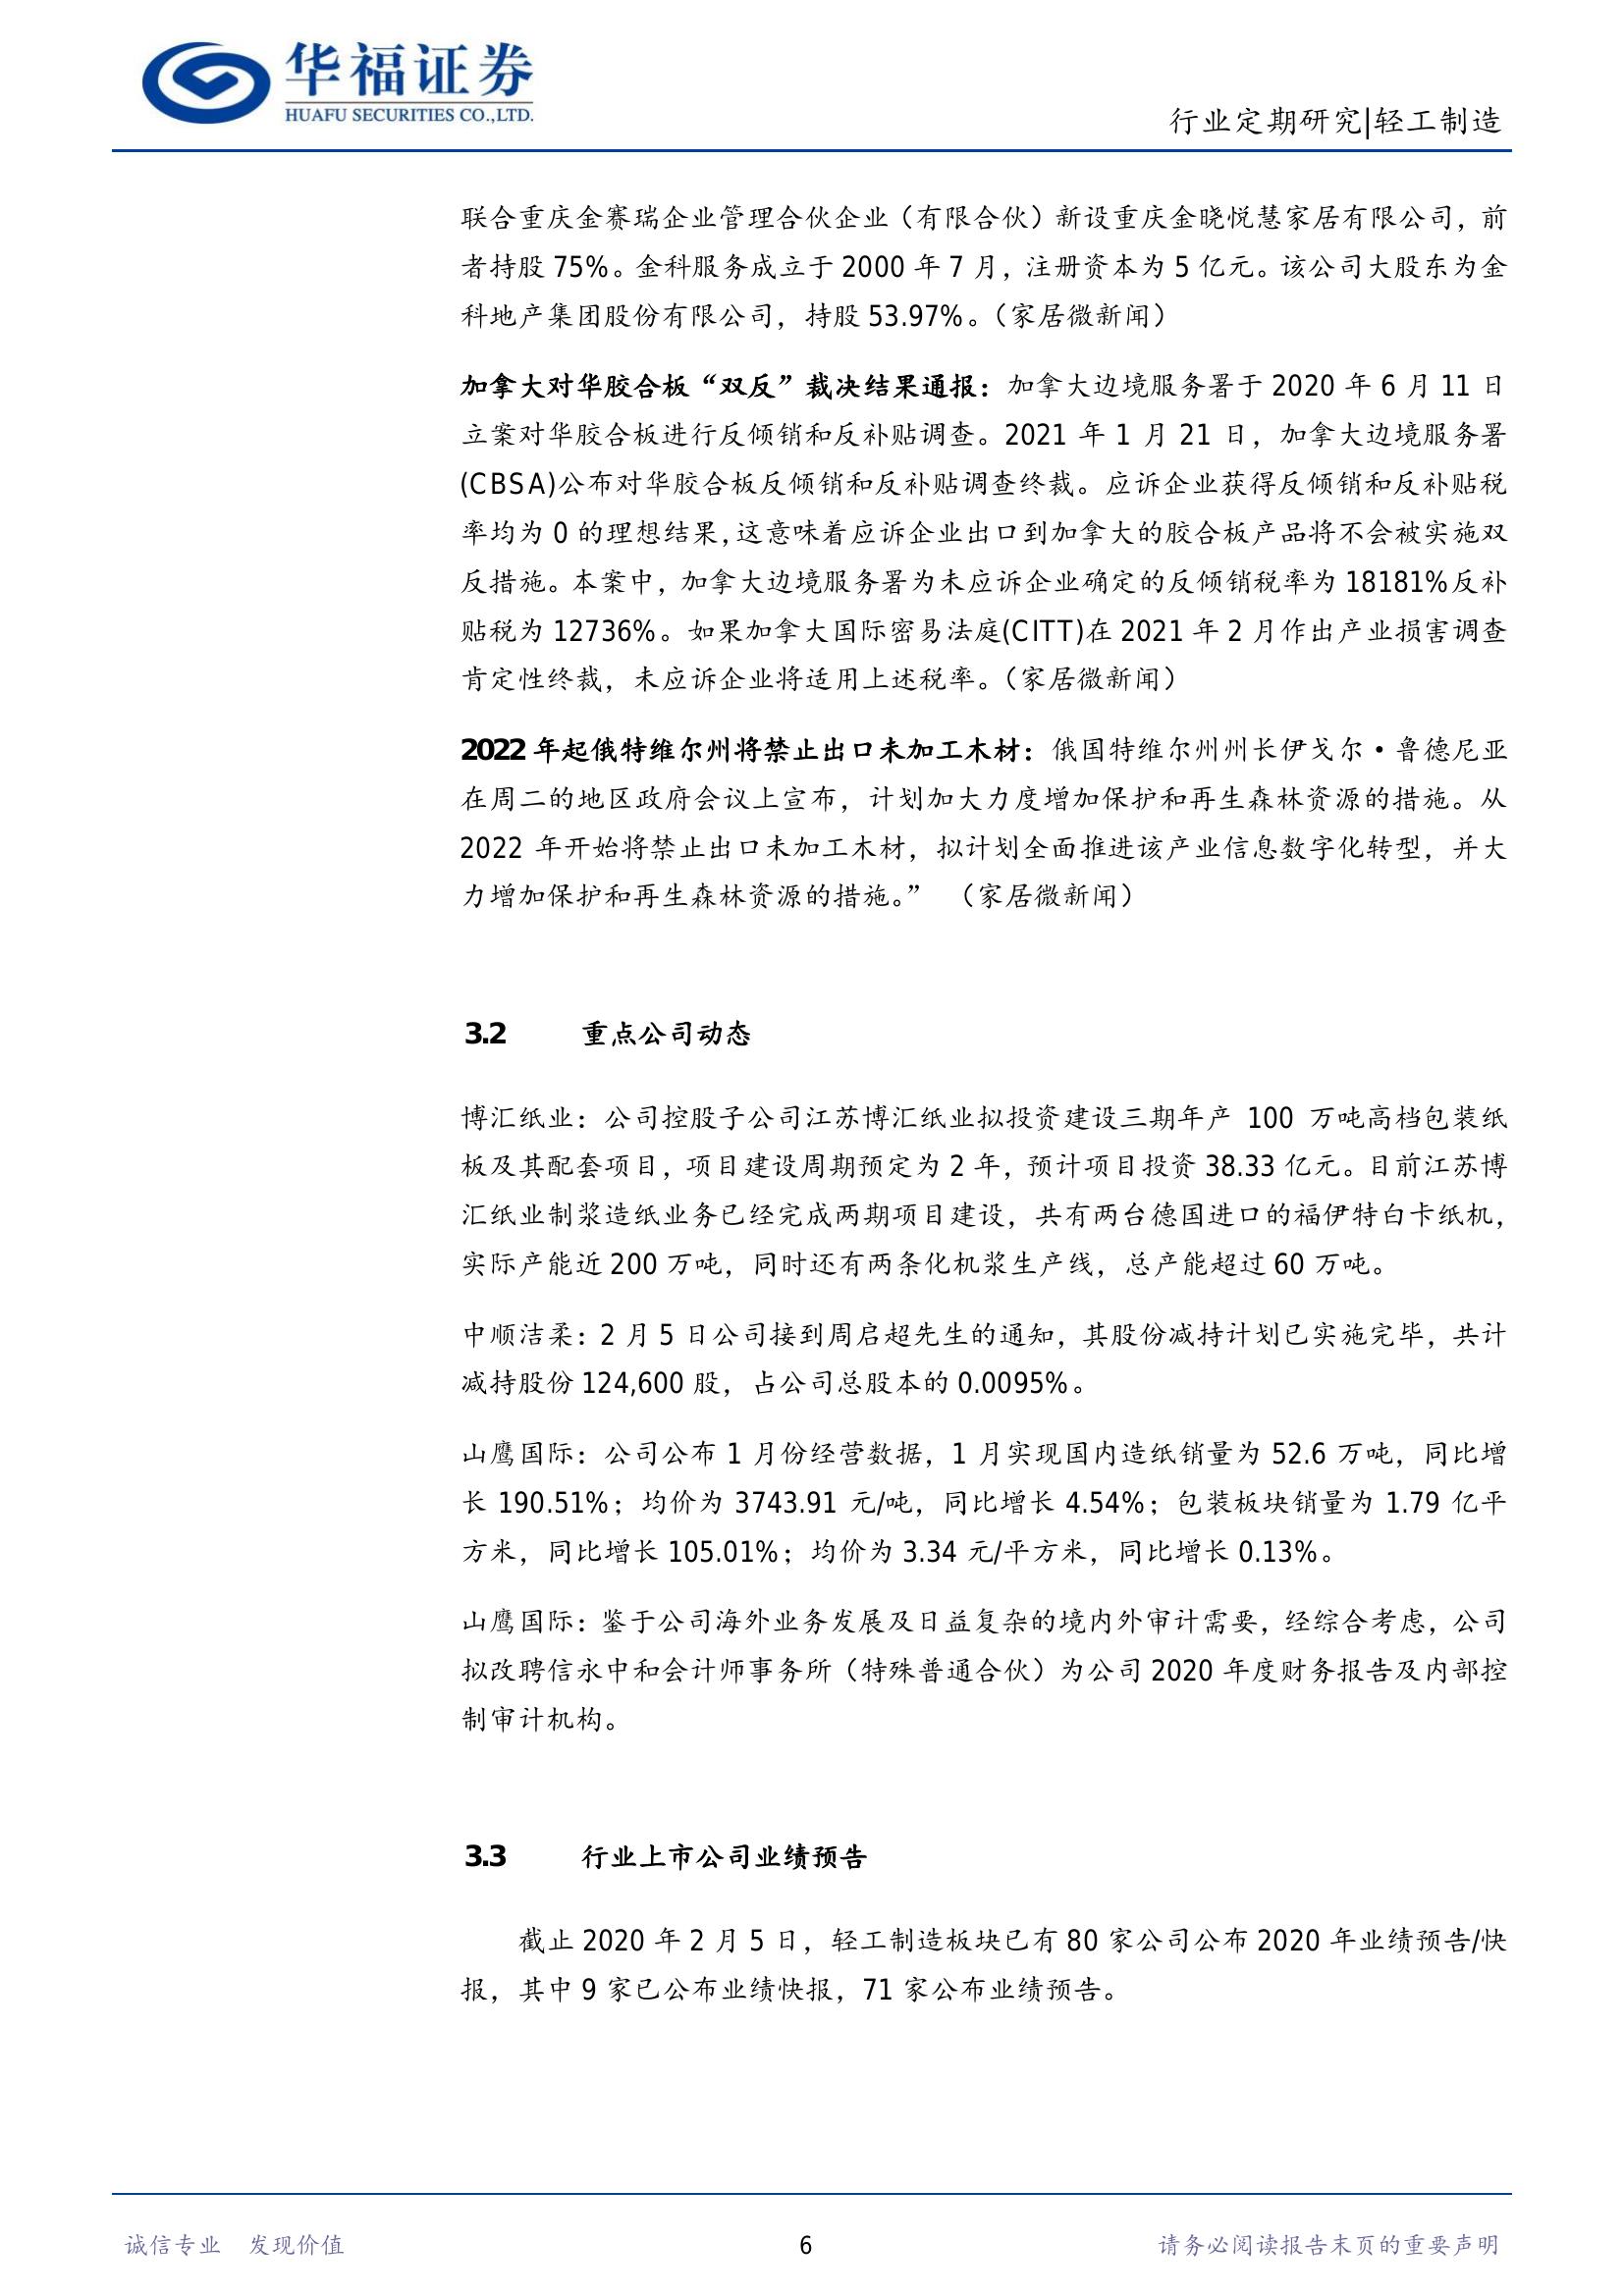 华福证券
HUAFU SECURITIES CO.,LTD.
行业定期研究|轻工制造
联合重庆金赛瑞企业管理合伙企业（有限合伙）新设重庆金晓悦慧家居有限公司，前
者持股 75%。金科服务成立于 2000 年 7 月，注册资本为 5 亿元。该公司大股东为金
科地产集团股份有限公司，持股 53.97%。（家居微新闻）
加拿大对华胶合板“双反”裁决结果通报：加拿大边境服务署于 2020 年 6 月 11 日
立案对华胶合板进行反倾销和反补贴调查。2021 年 1 月 21 日，加拿大边境服务署
(CBSA)公布对华胶合板反倾销和反补贴调查终裁。应诉企业获得反倾销和反补贴税
率均为 0 的理想结果,这意味着应诉企业出口到加拿大的胶合板产品将不会被实施双
反措施。本案中，加拿大边境服务署为未应诉企业确定的反倾销税率为 18181%反补
贴税为 12736%。如果加拿大国际密易法庭(CITT)在 2021 年 2 月作出产业损害调查
肯定性终裁，未应诉企业将适用上述税率。（家居微新闻）
2022 年起俄特维尔州将禁止出口未加工木材：俄国特维尔州州长伊戈尔·鲁德尼亚
在周二的地区政府会议上宣布，计划加大力度增加保护和再生森林资源的措施。从
2022 年开始将禁止出口未加工木材，拟计划全面推进该产业信息数字化转型，并大
力增加保护和再生森林资源的措施。” （家居微新闻）
3.2 重点公司动态
博汇纸业：公司控股子公司江苏博汇纸业拟投资建设三期年产 100 万吨高档包装纸
板及其配套项目，项目建设周期预定为 2 年，预计项目投资 38.33 亿元。目前江苏博
汇纸业制浆造纸业务已经完成两期项目建设，共有两台德国进口的福伊特白卡纸机，
实际产能近 200 万吨，同时还有两条化机浆生产线，总产能超过 60 万吨。
中顺洁柔：2 月 5 日公司接到周启超先生的通知，其股份减持计划已实施完毕，共计
减持股份 124,600 股，占公司总股本的 0.0095%。
山鹰国际：公司公布 1 月份经营数据，1 月实现国内造纸销量为 52.6 万吨，同比增
长 190.51%；均价为 3743.91 元/吨，同比增长 4.54%；包装板块销量为 1.79 亿平
方米，同比增长 105.01%；均价为 3.34 元/平方米，同比增长 0.13%。
山鹰国际：鉴于公司海外业务发展及日益复杂的境内外审计需要，经综合考虑，公司
拟改聘信永中和会计师事务所（特殊普通合伙）为公司 2020 年度财务报告及内部控
制审计机构。
3.3 行业上市公司业绩预告
截止 2020 年 2 月 5 日，轻工制造板块已有 80 家公司公布 2020 年业绩预告/快
报，其中 9 家已公布业绩快报，71 家公布业绩预告。
诚信专业 发现价值 6 请务必阅读报告末页的重要声明